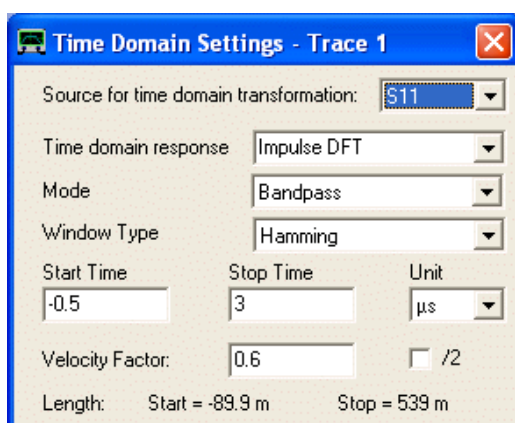 Time Domain Settings - Trace 1
Source for time domain transformation: S11
Time domain response Impulse DFT
Mode Bandpass
Window Type Hamming
Start Time Stop Time Unit
-0.5 3 µs
Velocity Factor: 0.6 /2
Length: Start = -89.9 m Stop = 539 m